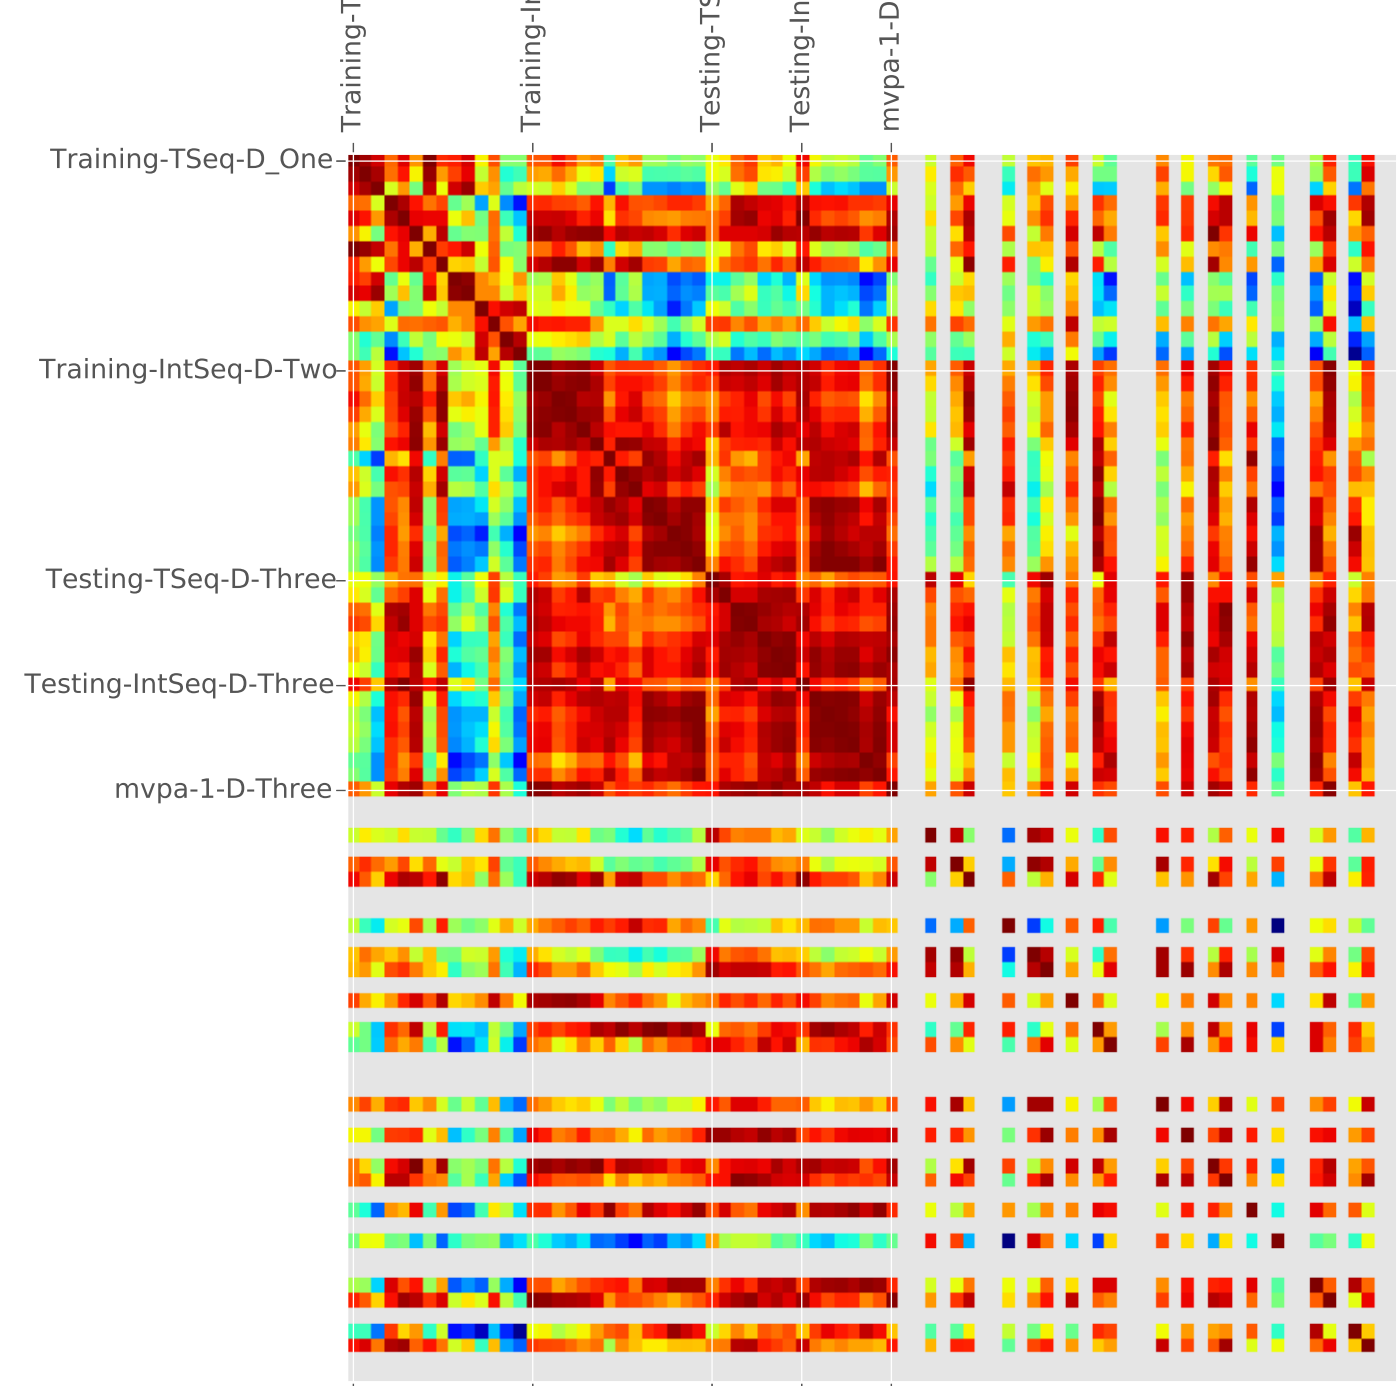 Training-T
Training-I
Testing-TS
Testing-In
mvpa-1-D
Training-TSeq-D_One
Training-IntSeq-D-Two
Testing-TSeq-D-Three
Testing-IntSeq-D-Three
mvpa-1-D-Three